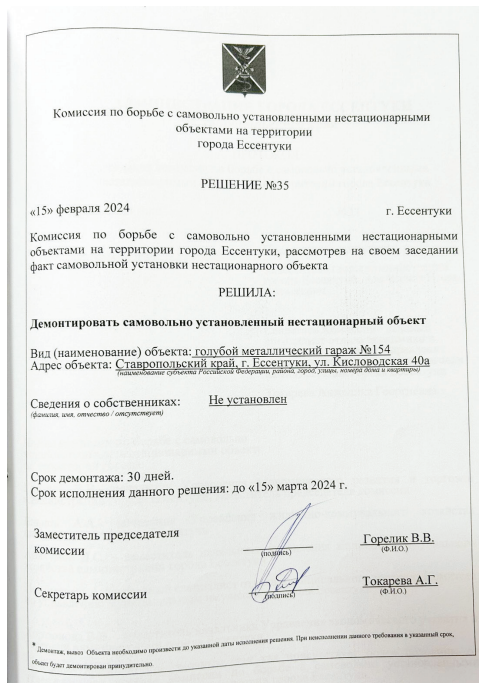 Комиссия по борьбе с самовольно установленными нестационарными
объектами на территории
города Ессентуки
РЕШЕНИЕ №35
«15» февраля 2024
г. Ессентуки
Комиссия по борьбе с самовольно установленными нестационарными
объектами на территории города Ессентуки, рассмотрев на своем заседании
факт самовольной установки нестационарного объекта
РЕШИЛА:
Демонтировать самовольно установленный нестационарный объект
Вид (наименование) объекта: голубой металлический гараж №154
Адрес объекта: Ставропольский край, г. Ессентуки, ул. Кисловодская 40а
(наименование субъекта Российской Федерации, района, город, улицы, номера дома и квартиры)
Сведения о собственниках: Не установлен
(фамилия, имя, отчество / отсутствует)
Срок демонтажа: 30 дней.
Срок исполнения данного решения: до «15» марта 2024 г.
Заместитель председателя
комиссии
(подпись)
Горелик В.В.
(Ф.И.О.)
Секретарь комиссии
(подпись)
Токарева А.Г.
(Ф.И.О.)
* Демонтаж, вывоз Объекта необходимо произвести до указанной даты исполнения решения. При неисполнении данного требования в указанный срок,
объект будет демонтирован принудительно.